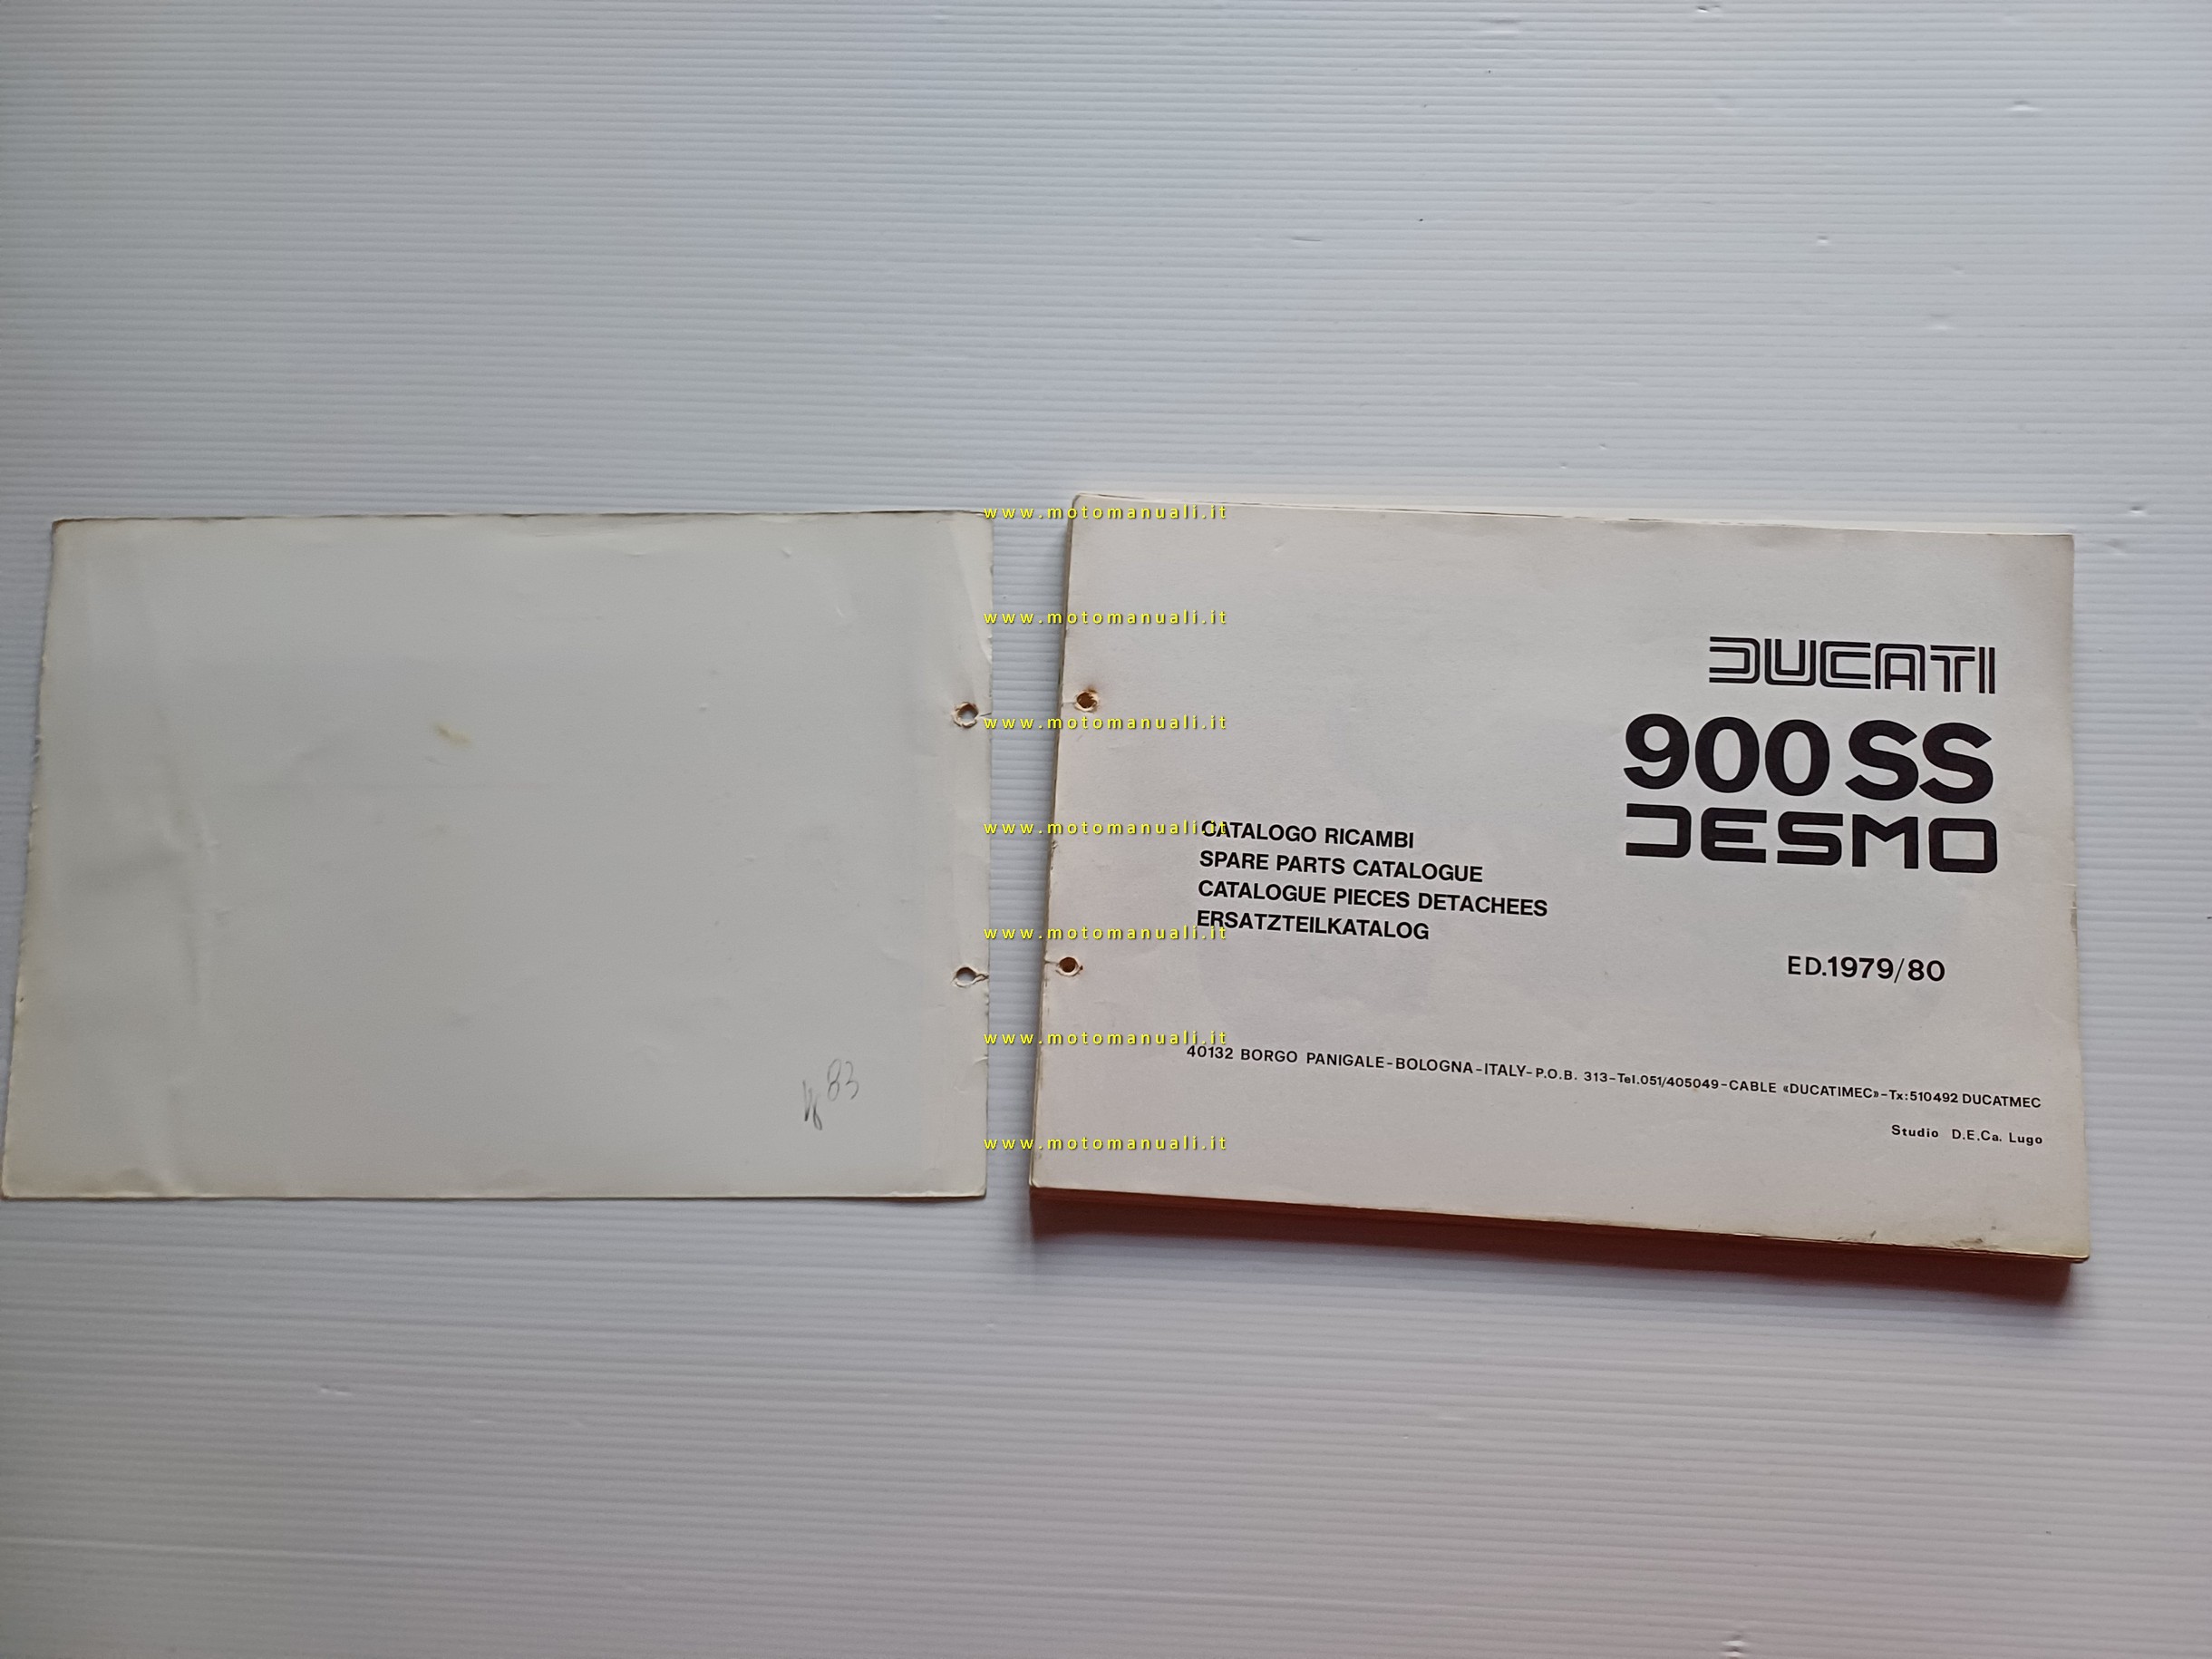 DUCATI
900 SS
DESMO
CATALOGO RICAMBI
SPARE PARTS CATALOGUE
CATALOGUE PIECES DETACHEES
ERSATZTEILKATALOG
ED.1979/80
40132 BORGO PANIGALE-BOLOGNA-ITALY-P.O.B. 313-Tel.051/405049-CABLE «DUCATIMEC»-Tx:510492 DUCATMEC
Studio D.E.Ca. Lugo
83
www.motomanuali.it
www.motomanuali.it
www.motomanuali.it
www.motomanuali.it
www.motomanuali.it
www.motomanuali.it
www.motomanuali.it